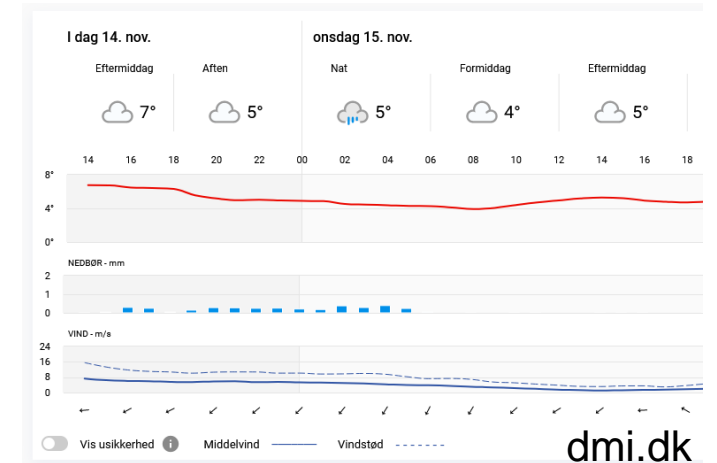 I dag 14. nov. onsdag 15. nov.
Eftermiddag Aften Nat Formiddag Eftermiddag
7° 5° 5° 4° 5°
14 16 18 20 22 00 02 04 06 08 10 12 14 16 18
8°
4°
0°
NEDBØR - mm
2
1
0
VIND - m/s
24
16
8
0
Vis usikkerhed i Middelvind Vindstød
dmi.dk